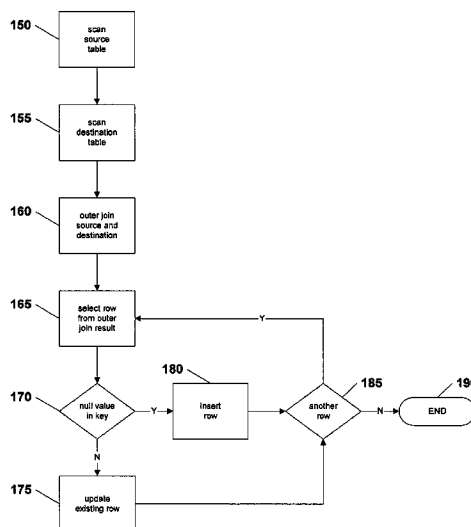 150
scan
source
table
155
scan
destination
table
160
outer join
source and
destination
165
select row
from outer
join result
Y
170
null value
in key
Y
180
insert
row
185
another
row
N
END
N
175
update
existing row